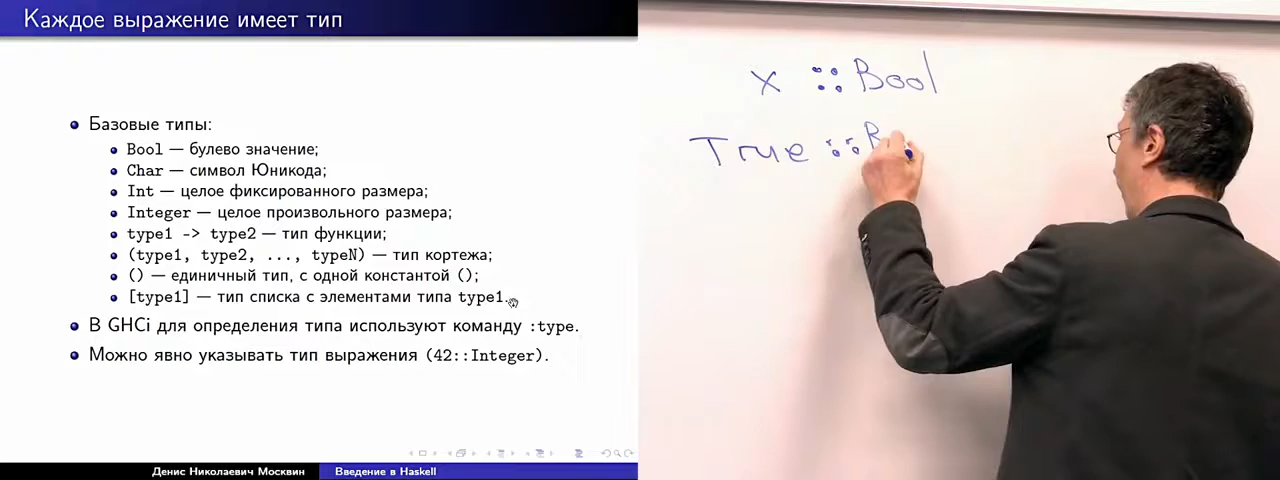 Каждое выражение имеет тип
Базовые типы:
Bool — булево значение;
Char — символ Юникода;
Int — целое фиксированного размера;
Integer — целое произвольного размера;
type1 -> type2 — тип функции;
(type1, type2, ..., typeN) — тип кортежа;
() — единичный тип, с одной константой ();
[type1] — тип списка с элементами типа type1.
В GHCi для определения типа используют команду :type.
Можно явно указывать тип выражения (42::Integer).
Денис Николаевич Москвин Введение в Haskell
x :: Bool
True :: B